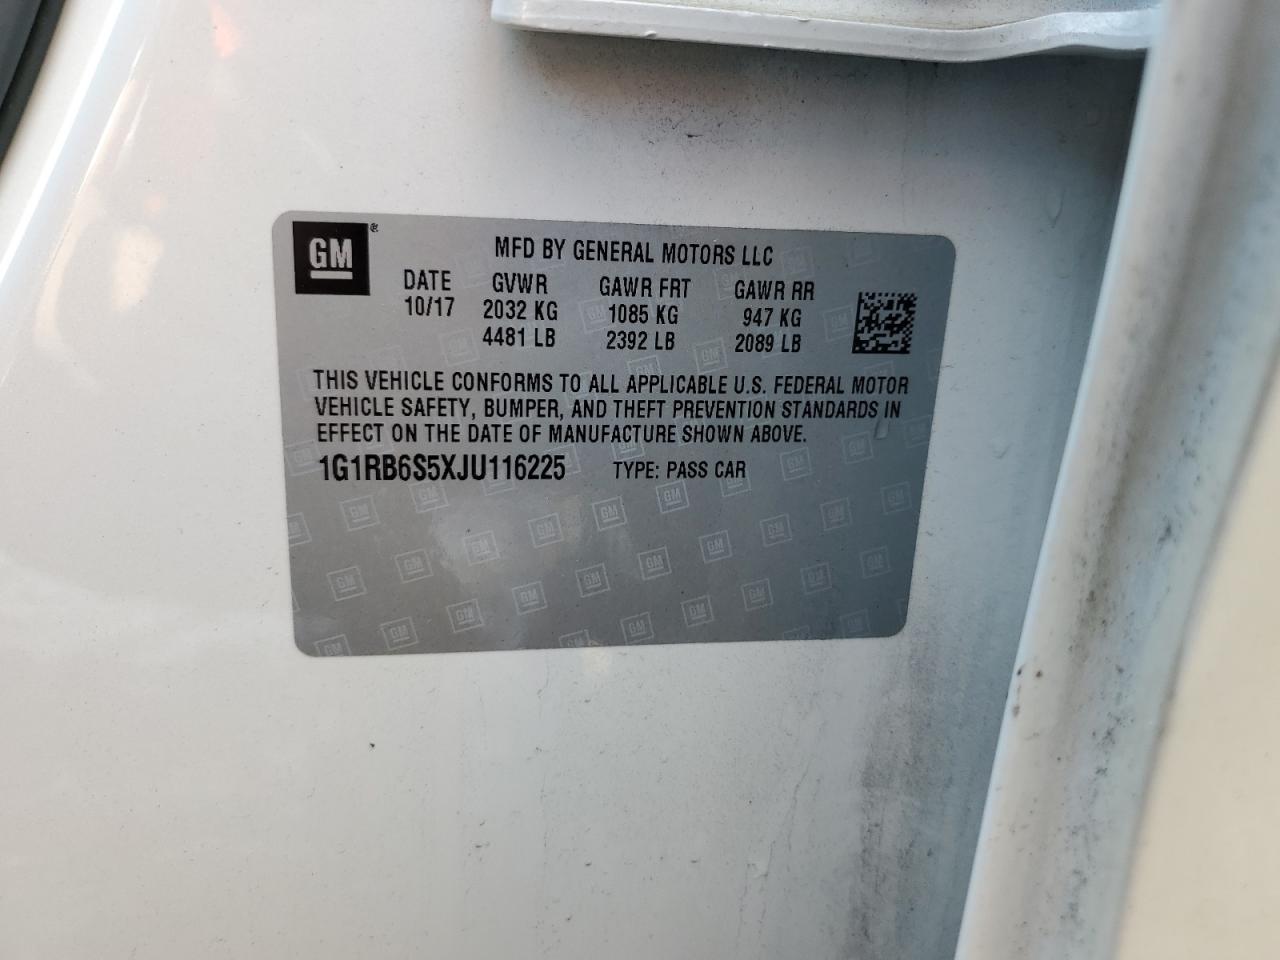 GM® MFD BY GENERAL MOTORS LLC
DATE GVWR GAWR FRT GAWR RR
10/17 2032 KG 1085 KG 947 KG
4481 LB 2392 LB 2089 LB
THIS VEHICLE CONFORMS TO ALL APPLICABLE U.S. FEDERAL MOTOR
VEHICLE SAFETY, BUMPER, AND THEFT PREVENTION STANDARDS IN
EFFECT ON THE DATE OF MANUFACTURE SHOWN ABOVE.
1G1RB6S5XJU116225 TYPE: PASS CAR